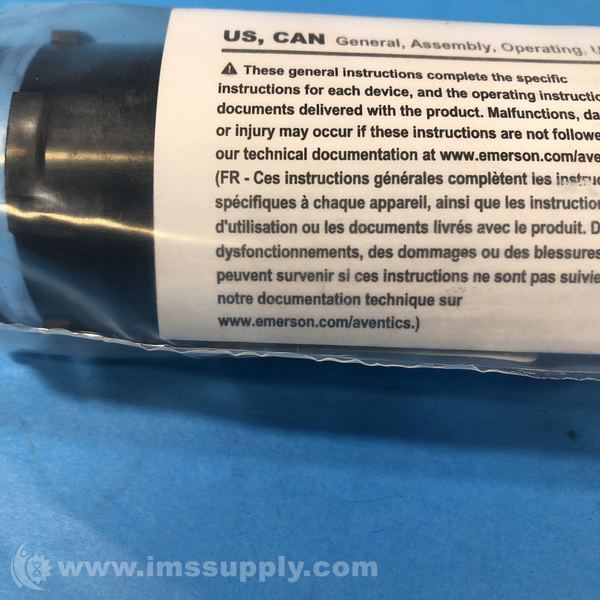 US, CAN General, Assembly, Operating,
⚠ These general instructions complete the specific
instructions for each device, and the operating
documents delivered with the product. Malfunctions,
or injury may occur if these instructions are not
our technical documentation at
(FR - Ces instructions générales complètent les
spécifiques à chaque appareil, ainsi que les
d'utilisation ou les documents livrés avec le produit.
dysfonctionnements, des dommages ou des blessures
peuvent survenir si ces instructions ne sont pas
notre documentation technique sur
www.emerson.com/aventics.)
www.imssupply.com